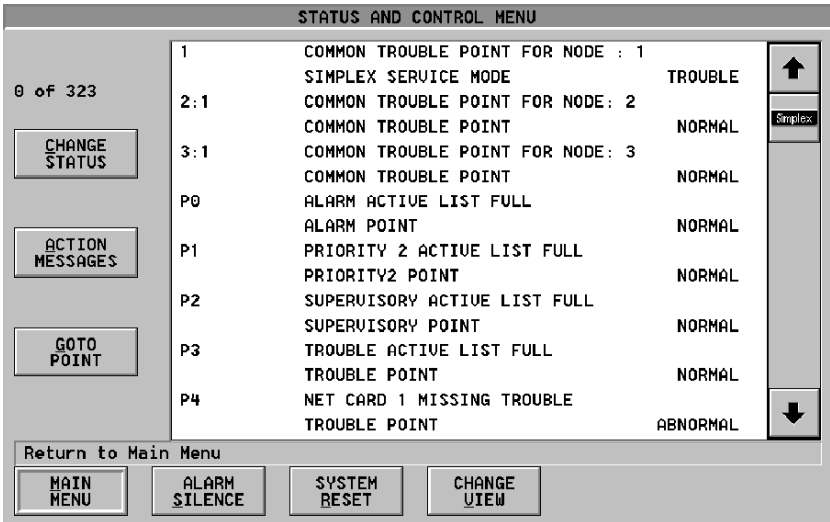 STATUS AND CONTROL MENU
0 of 323
CHANGE
STATUS
ACTION
MESSAGES
GOTO
POINT
1 COMMON TROUBLE POINT FOR NODE : 1
SIMPLEX SERVICE MODE TROUBLE
2:1 COMMON TROUBLE POINT FOR NODE: 2
COMMON TROUBLE POINT NORMAL
3:1 COMMON TROUBLE POINT FOR NODE: 3
COMMON TROUBLE POINT NORMAL
P0 ALARM ACTIVE LIST FULL
ALARM POINT NORMAL
P1 PRIORITY 2 ACTIVE LIST FULL
PRIORITY2 POINT NORMAL
P2 SUPERVISORY ACTIVE LIST FULL
SUPERVISORY POINT NORMAL
P3 TROUBLE ACTIVE LIST FULL
TROUBLE POINT NORMAL
P4 NET CARD 1 MISSING TROUBLE
TROUBLE POINT ABNORMAL
Simplex
Return to Main Menu
MAIN
MENU
ALARM
SILENCE
SYSTEM
RESET
CHANGE
VIEW